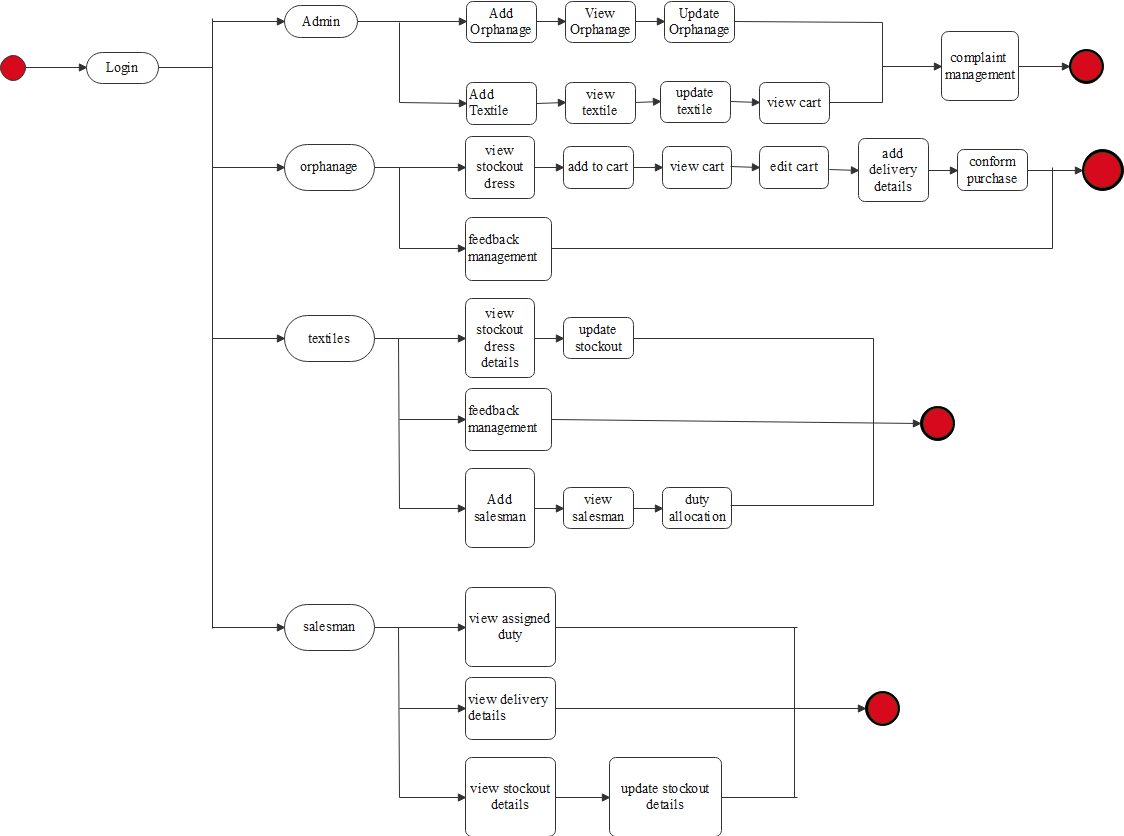 Login
Admin
Add
Orphanage
View
Orphanage
Update
Orphanage
complaint
management
Add
Textile
view
textile
update
textile
view cart
orphanage
view
stockout
dress
add to cart
view cart
edit cart
add
delivery
details
conform
purchase
feedback
management
textiles
view
stockout
dress
details
update
stockout
feedback
management
Add
salesman
view
salesman
duty
allocation
salesman
view assigned
duty
view delivery
details
view stockout
details
update stockout
details